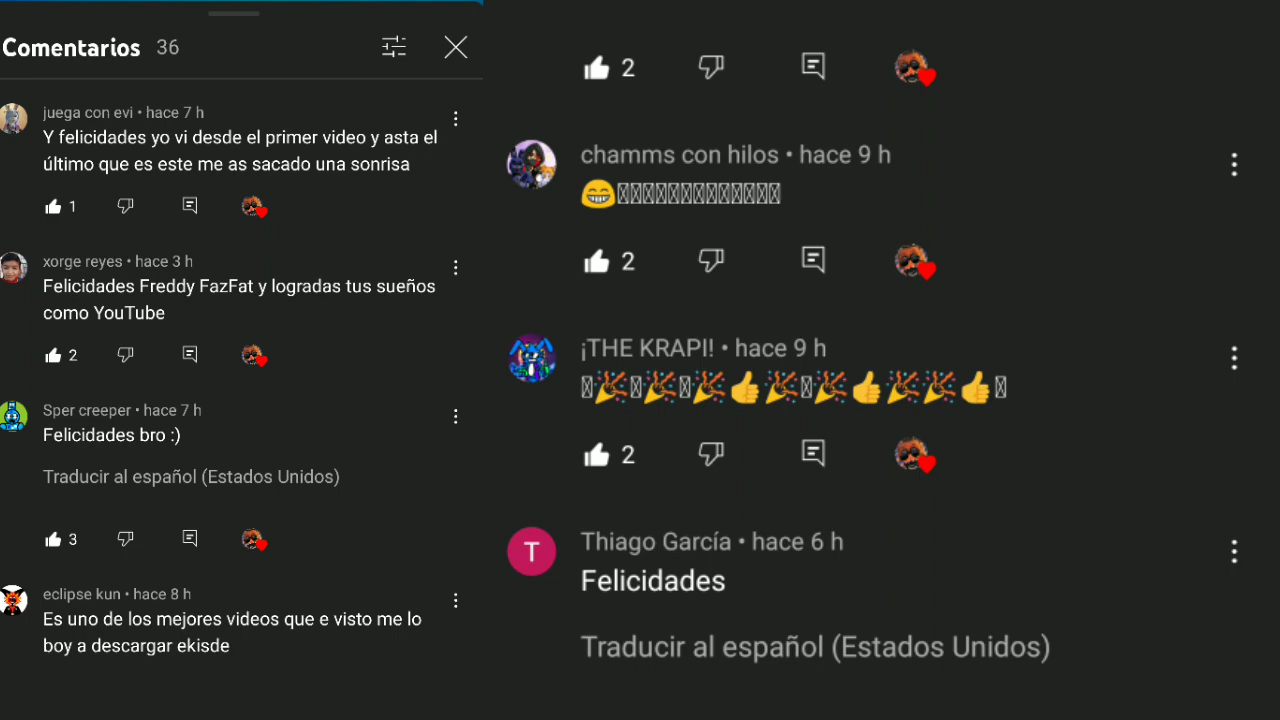 Comentarios 36
juega con evi • hace 7 h
Y felicidades yo vi desde el primer video y asta el
último que es este me as sacado una sonrisa
1
xorge reyes • hace 3 h
Felicidades Freddy FazFat y logradas tus sueños
como YouTube
2
Sper creeper • hace 7 h
Felicidades bro :)
Traducir al español (Estados Unidos)
3
eclipse kun • hace 8 h
Es uno de los mejores videos que e visto me lo
boy a descargar ekisde
2
chamms con hilos • hace 9 h
😁
2
¡THE KRAPI! • hace 9 h
🎉🎉🎉👍🎉🎉👍🎉🎉👍
2
T
Thiago García • hace 6 h
Felicidades
Traducir al español (Estados Unidos)